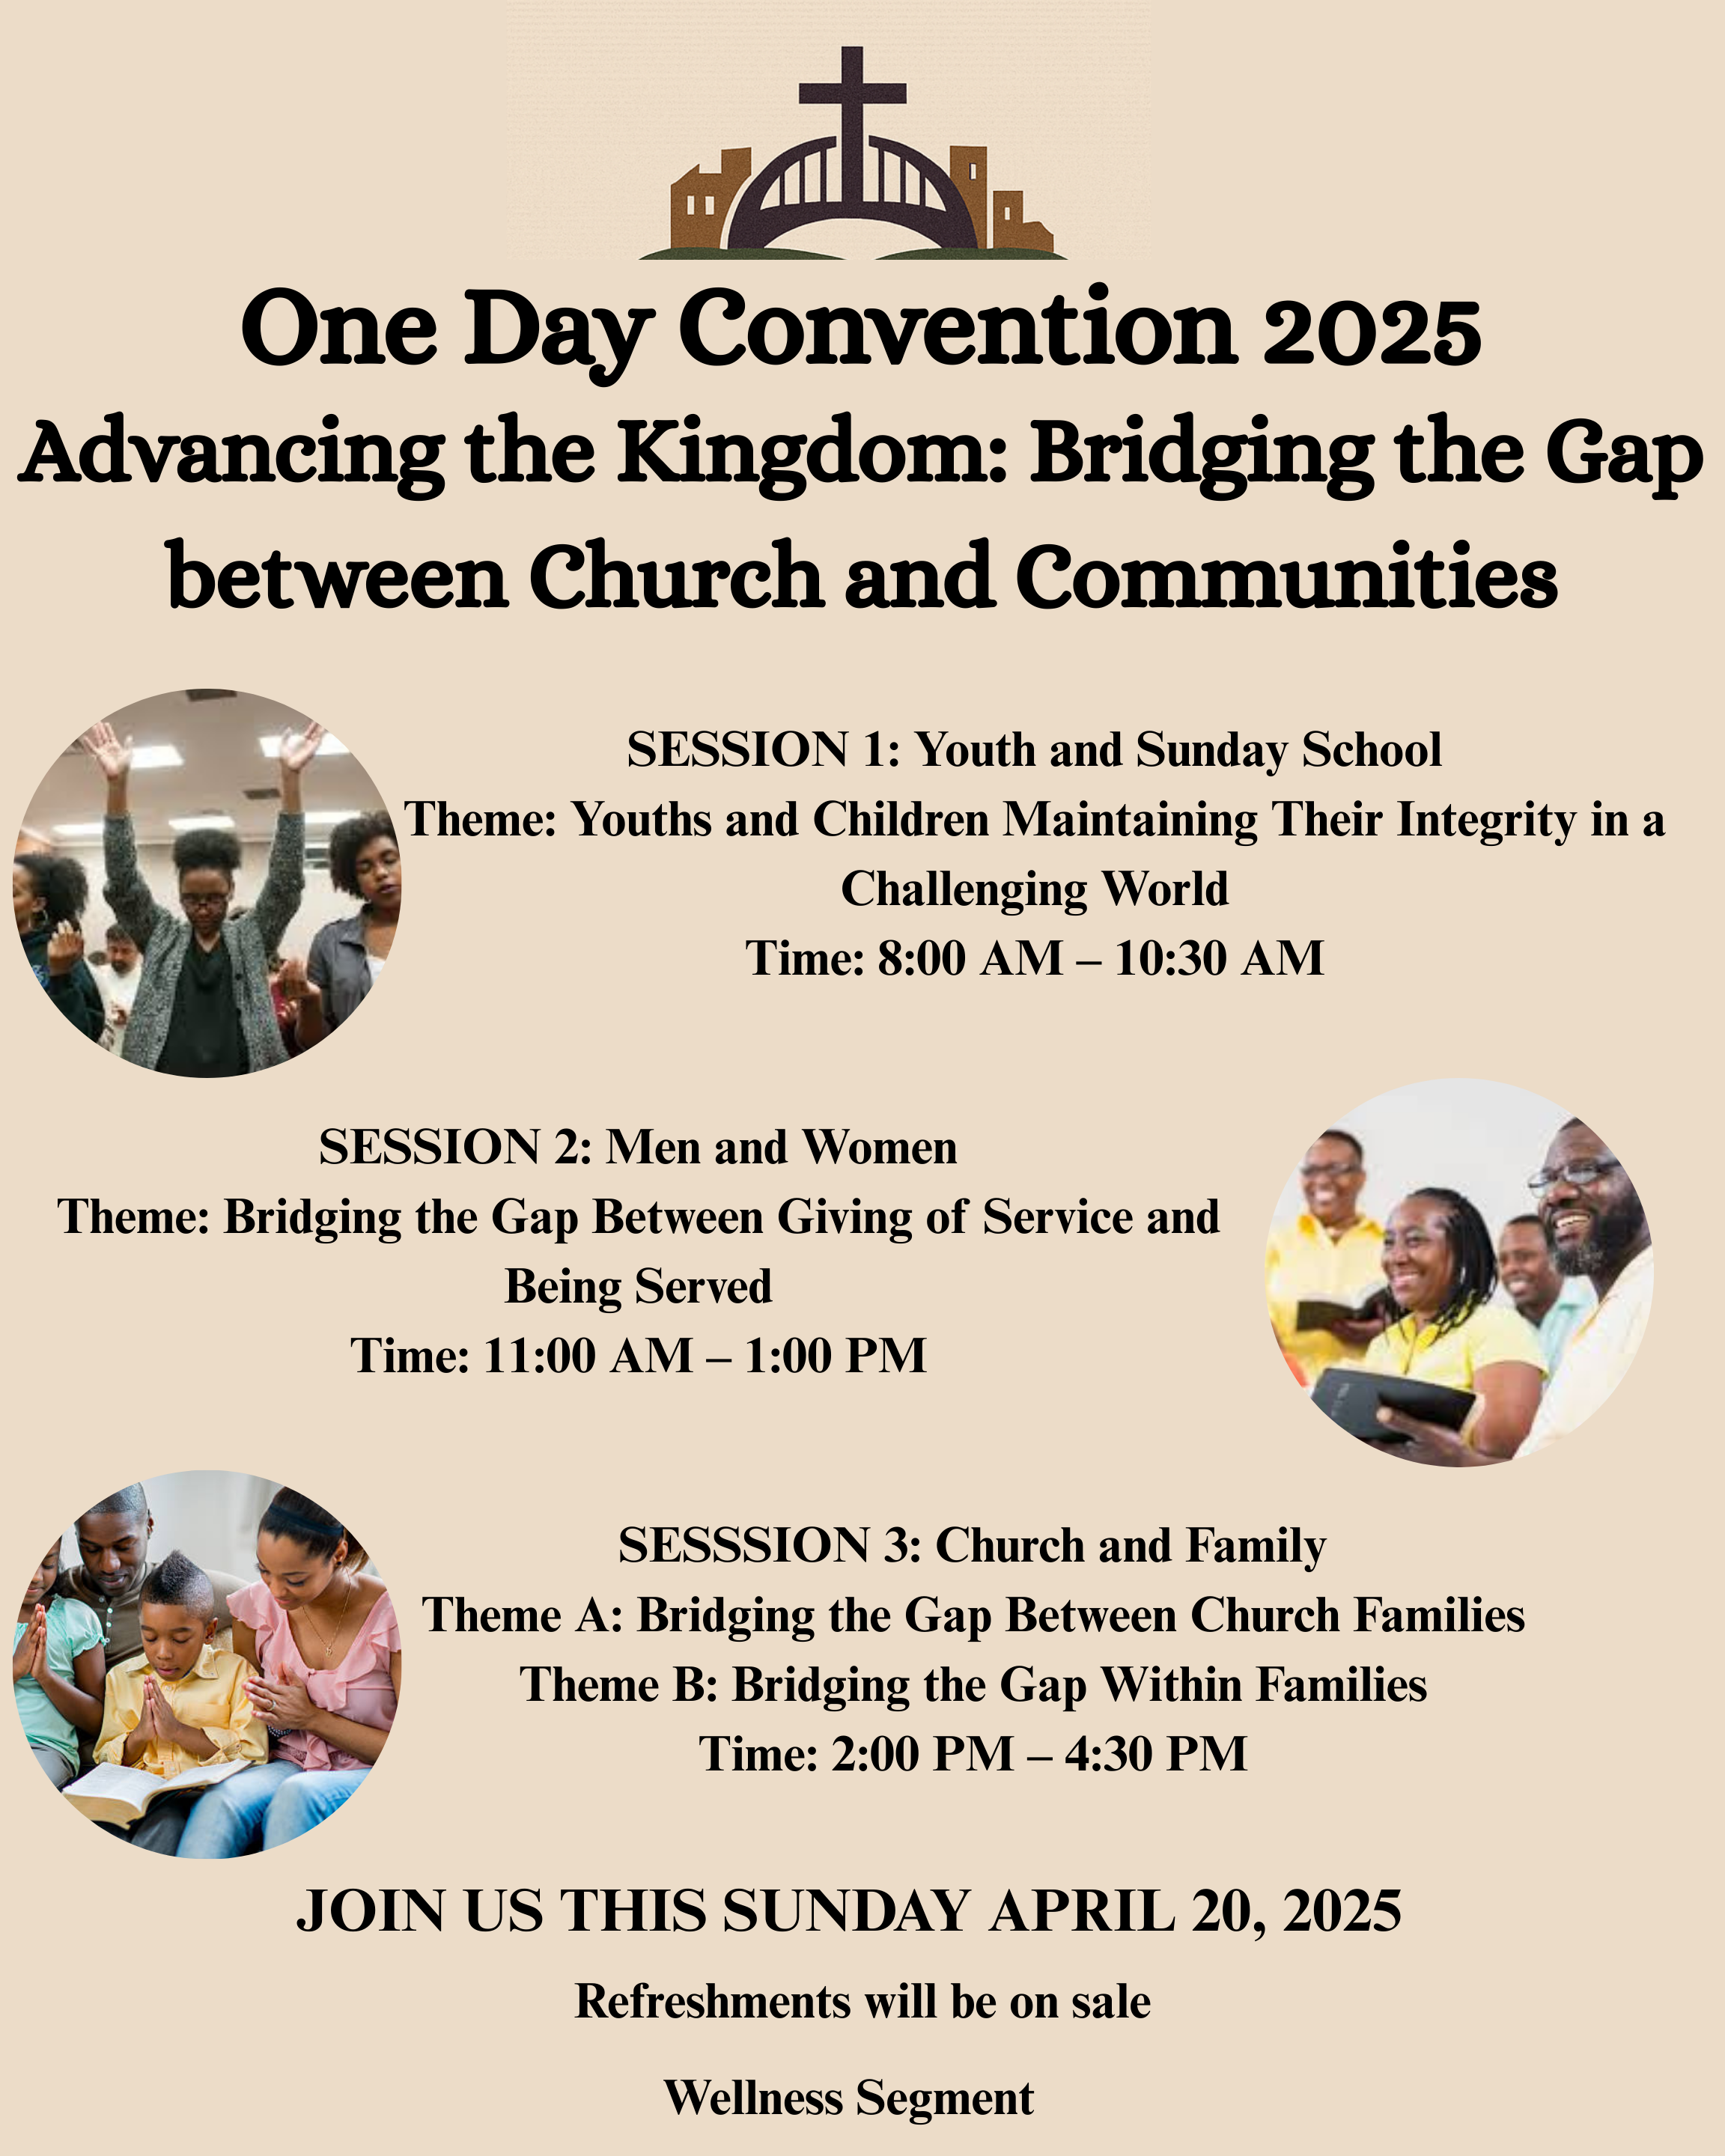 One Day Convention 2025
Advancing the Kingdom: Bridging the Gap
between Church and Communities
SESSION 1: Youth and Sunday School
Theme: Youths and Children Maintaining Their Integrity in a
Challenging World
Time: 8:00 AM – 10:30 AM
SESSION 2: Men and Women
Theme: Bridging the Gap Between Giving of Service and
Being Served
Time: 11:00 AM – 1:00 PM
SESSSION 3: Church and Family
Theme A: Bridging the Gap Between Church Families
Theme B: Bridging the Gap Within Families
Time: 2:00 PM – 4:30 PM
JOIN US THIS SUNDAY APRIL 20, 2025
Refreshments will be on sale
Wellness Segment